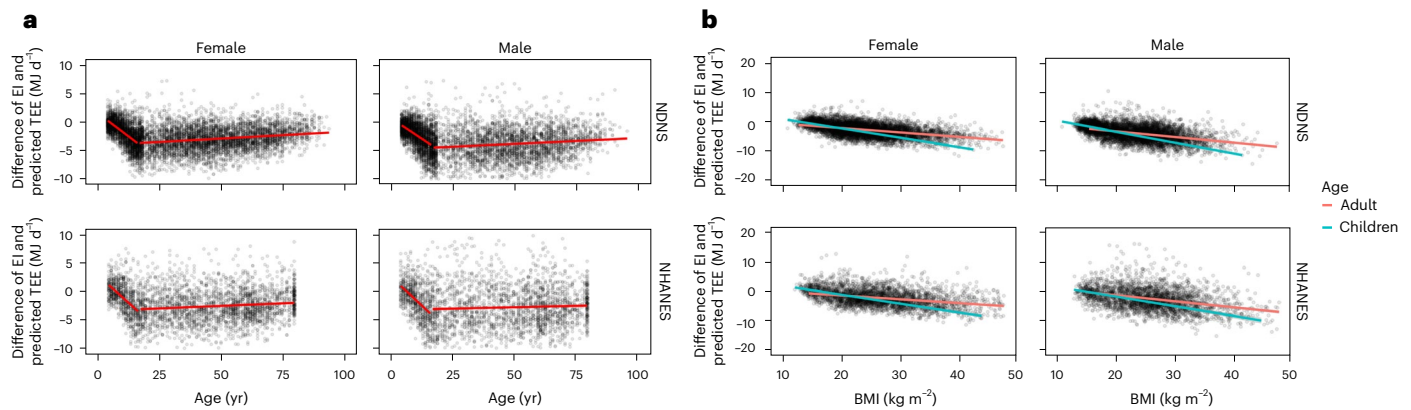 a
Female
Male
Difference of EI and
predicted TEE (MJ d⁻¹)
10
5
0
−5
−10
NDNS
Difference of EI and
predicted TEE (MJ d⁻¹)
10
5
0
−5
−10
NHANES
0
25
50
75
100
0
25
50
75
100
Age (yr)
Age (yr)
b
Female
Male
Difference of EI and
predicted TEE (MJ d⁻¹)
20
10
0
−10
−20
NDNS
Difference of EI and
predicted TEE (MJ d⁻¹)
20
10
0
−10
−20
NHANES
10
20
30
40
50
10
20
30
40
50
BMI (kg m⁻²)
BMI (kg m⁻²)
Age
Adult
Children